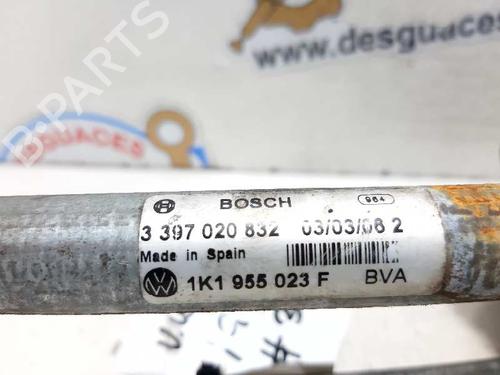 www.
desguaces
B-PARTS
DESGUACES
BOSCH 964
3 397 020 832 03/03/06 2
Made in Spain
1K1 955 023 F BVA